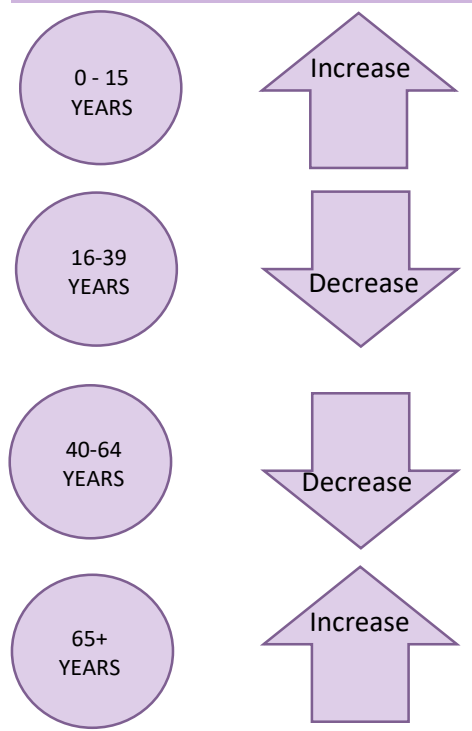 0 - 15
YEARS
Increase
16-39
YEARS
Decrease
40-64
YEARS
Decrease
65+
YEARS
Increase